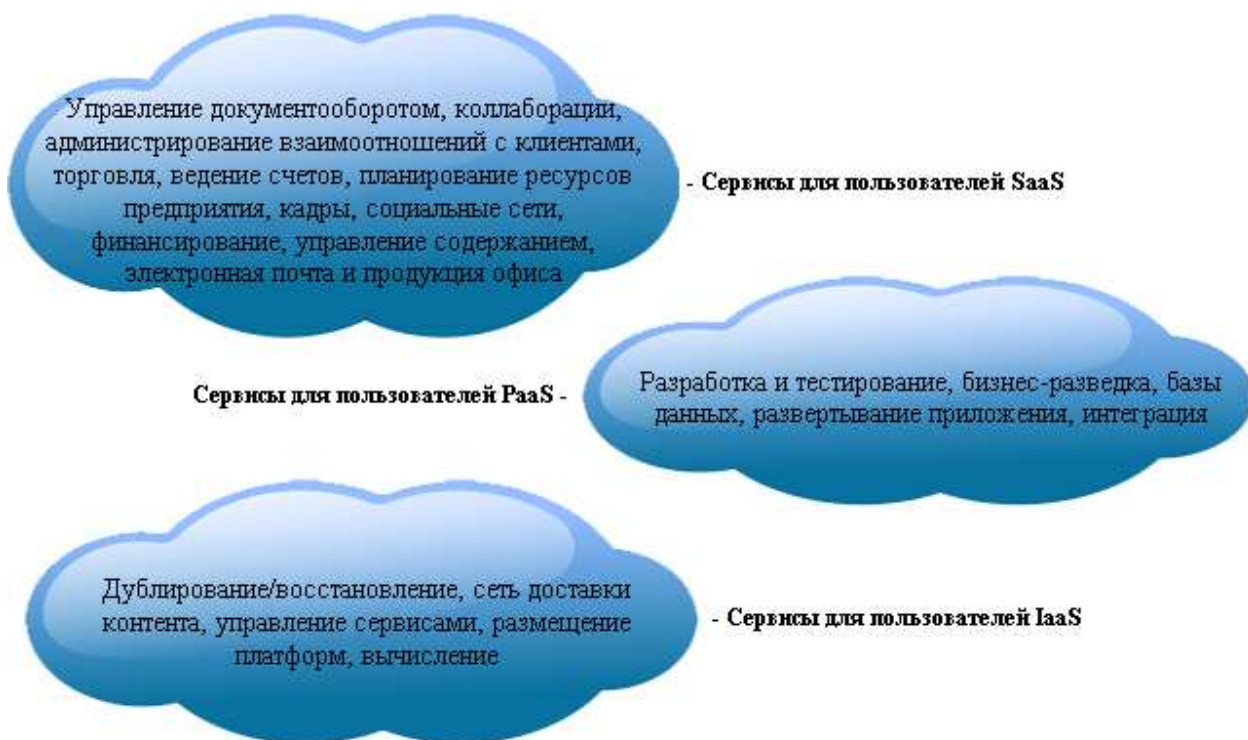 Управление документооборотом, коллаборации,
администрирование взаимоотношений с клиентами,
торговля, ведение счетов, планирование ресурсов
предприятия, кадры, социальные сети,
финансирование, управление содержанием,
электронная почта и продукция офиса
- Сервисы для пользователей SaaS
Сервисы для пользователей PaaS -
Разработка и тестирование, бизнес-разведка, базы
данных, развертывание приложения, интеграция
Дублирование/восстановление, сеть доставки
контента, управление сервисами, размещение
платформ, вычисление
- Сервисы для пользователей IaaS